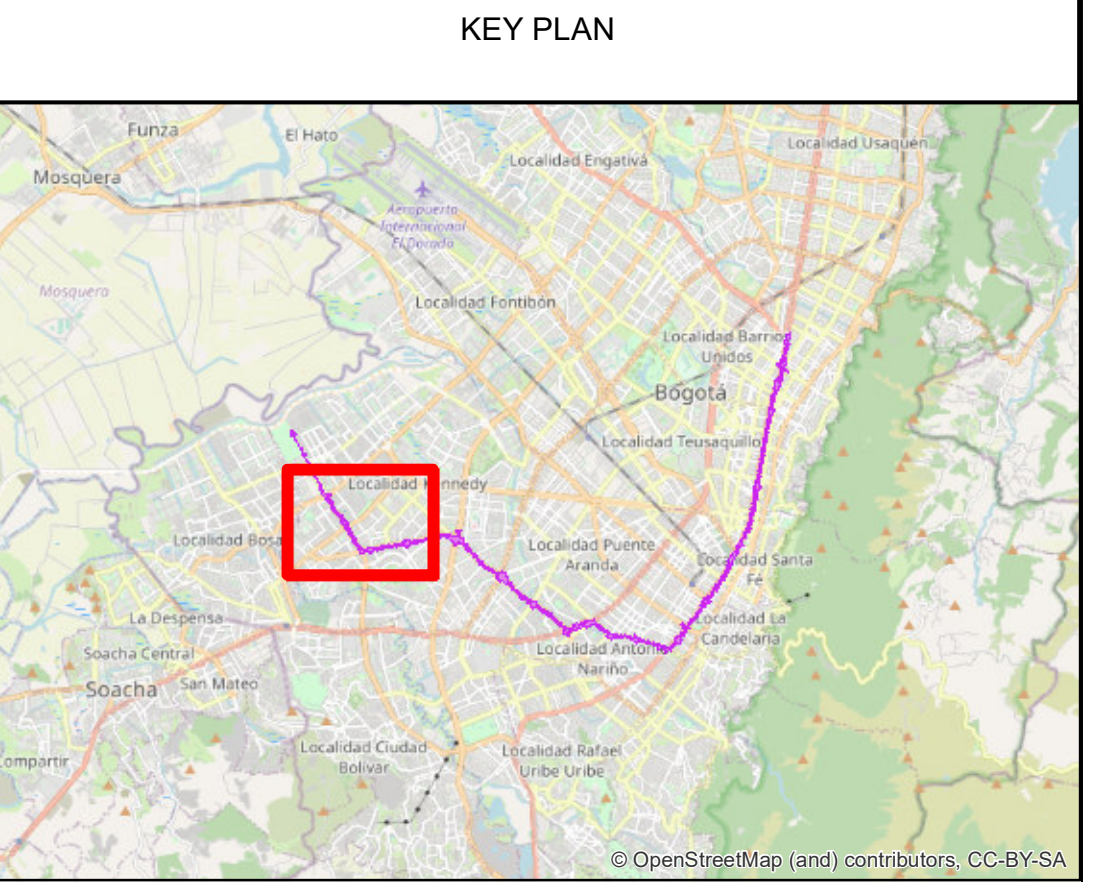 KEY PLAN
Funza
El Hato
Localidad Usaquén
Localidad Engativá
Mosquera
Aeropuerto
Internacional
El Dorado
Mosquera
Localidad Fontibón
Localidad Barrios
Unidos
Bogotá
Localidad Teusaquillo
Localidad Kennedy
Localidad Bosa
Localidad Puente
Aranda
Localidad Santa
Fé
La Despensa
Localidad La
Candelaria
Soacha Central
Localidad Antonio
Nariño
Soacha
San Mateo
Localidad Ciudad
Bolívar
Localidad Rafael
Uribe Uribe
Compartir
© OpenStreetMap (and) contributors, CC-BY-SA